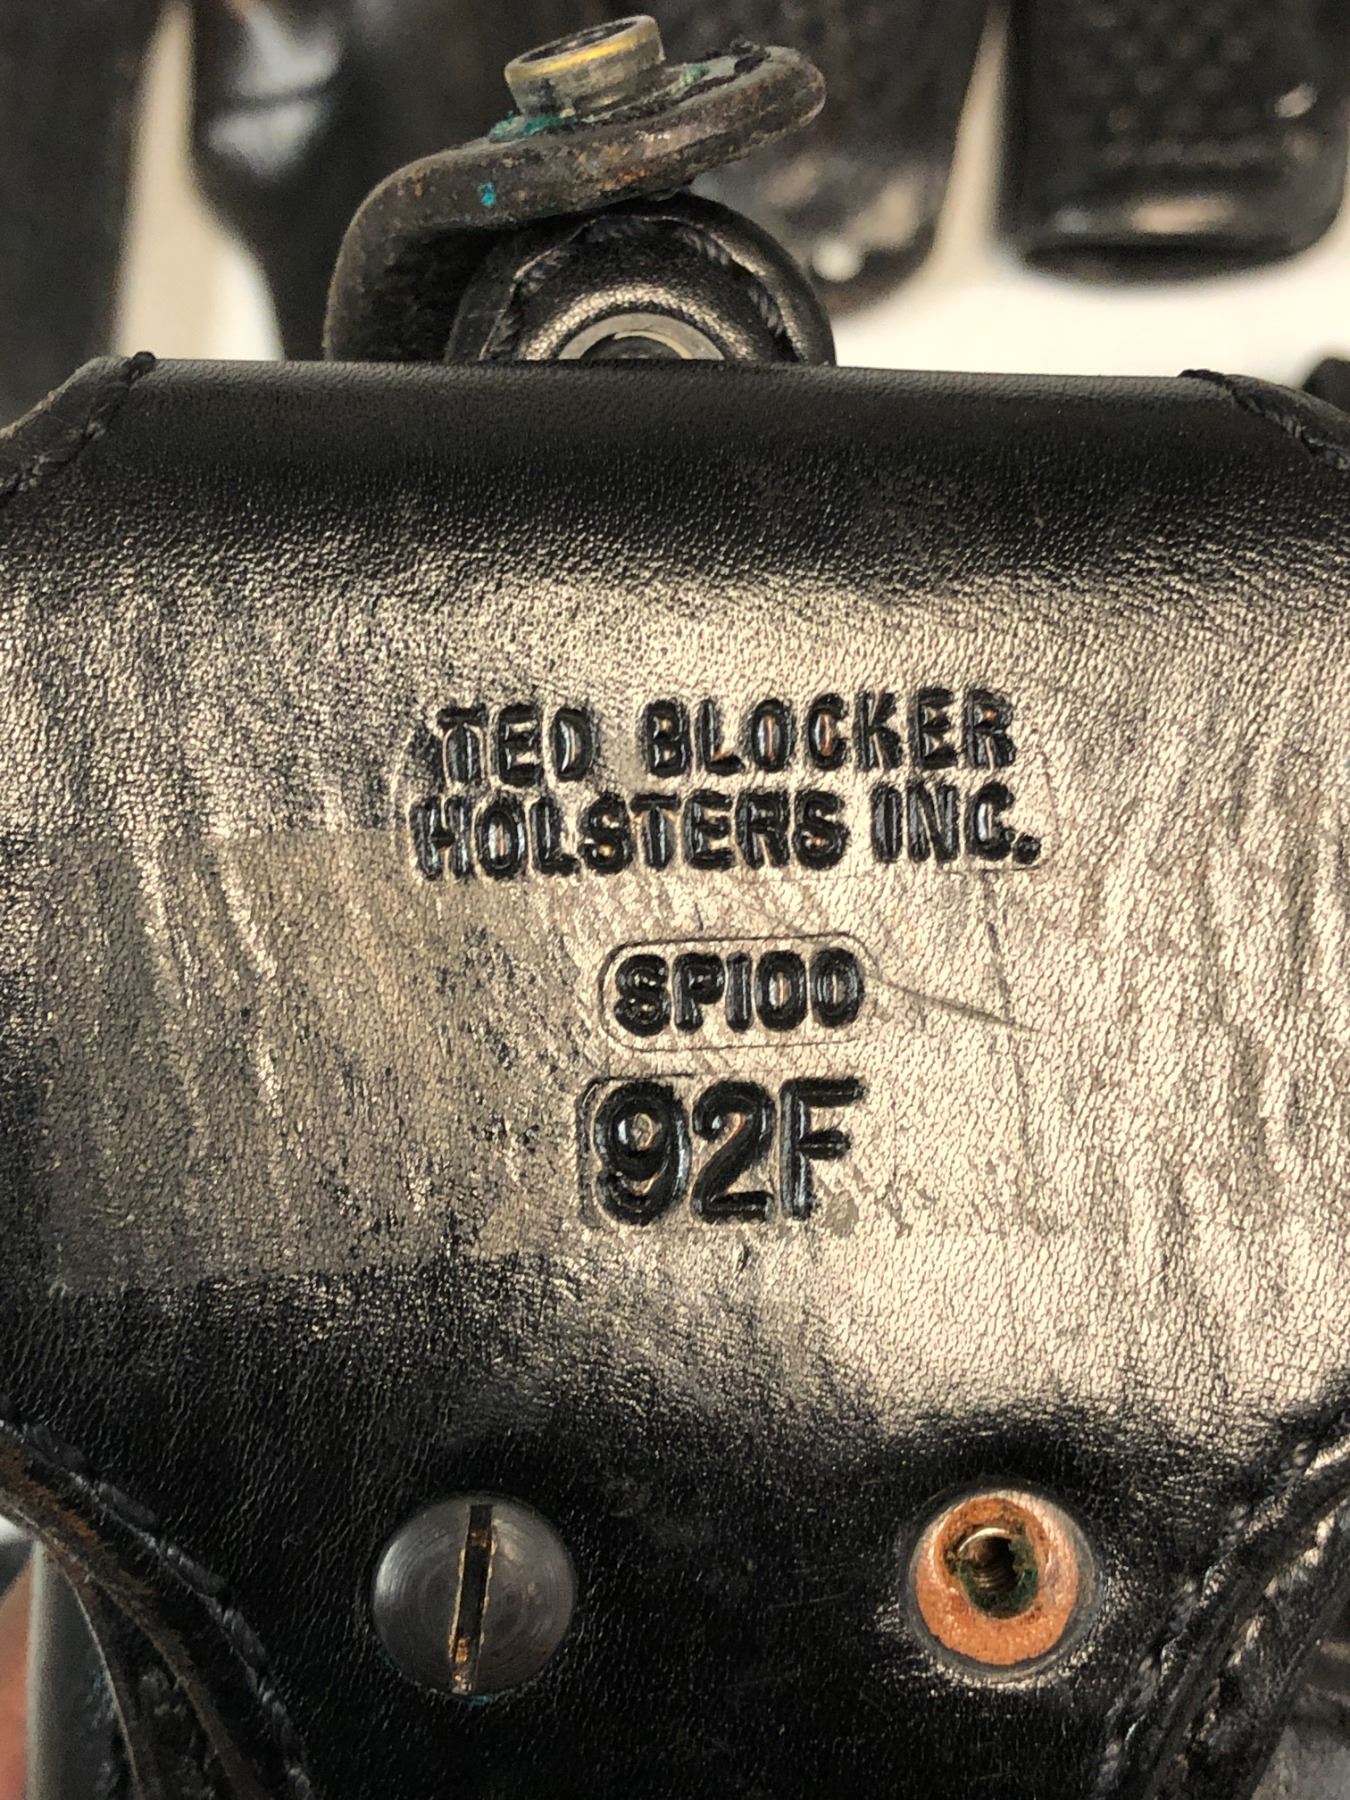 TED BLOCKER
HOLSTERS INC.
SP100
92F